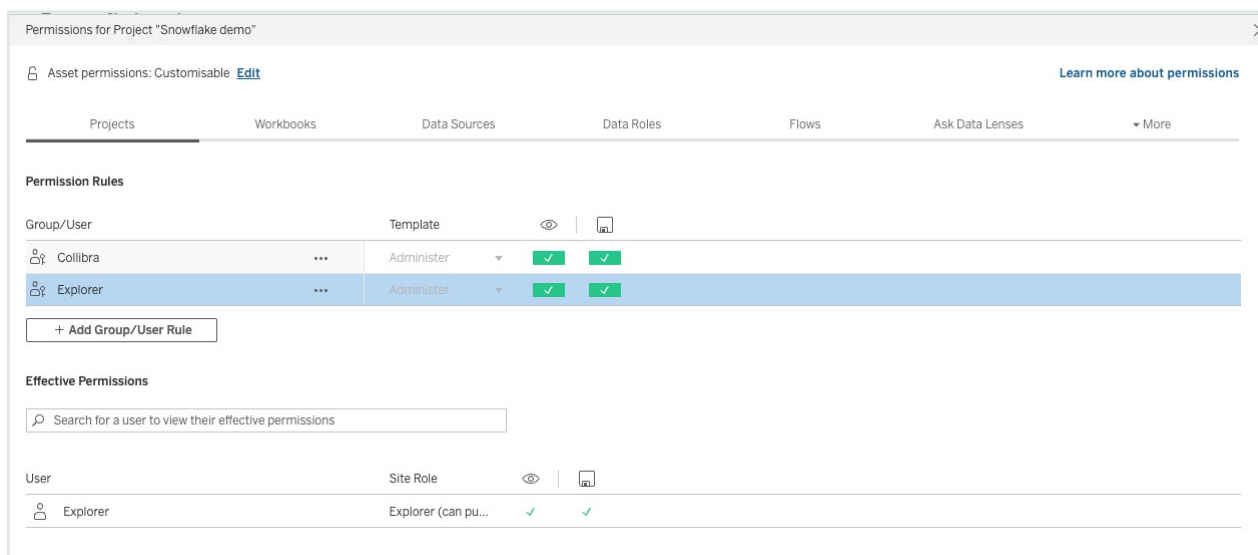 Permissions for Project "Snowflake demo"
Asset permissions: Customisable Edit
Learn more about permissions
Projects Workbooks Data Sources Data Roles Flows Ask Data Lenses More
Permission Rules
Group/User Template
Collibra ••• Administer
Explorer ••• Administer
+ Add Group/User Rule
Effective Permissions
Search for a user to view their effective permissions
User Site Role
Explorer Explorer (can pu...